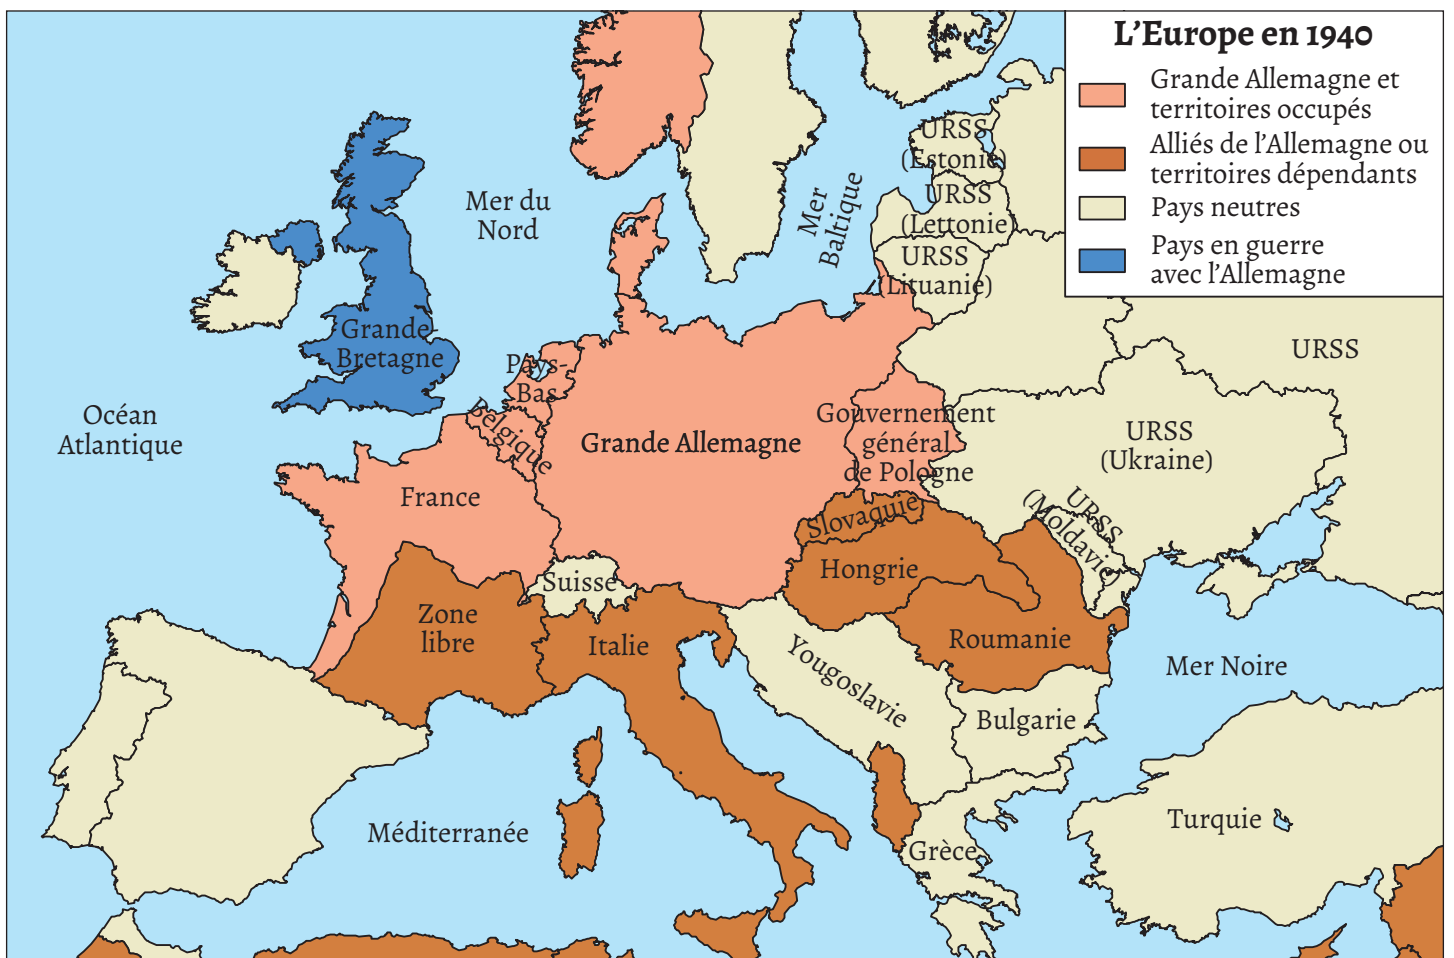 L'Europe en 1940
Grande Allemagne et
territoires occupés
Alliés de l'Allemagne ou
territoires dépendants
Pays neutres
Pays en guerre
avec l'Allemagne
URSS
(Estonie)
URSS
(Lettonie)
URSS
(Lituanie)
Mer
Baltique
Mer du
Nord
Grande-
Bretagne
URSS
Pays-
Bas
Belgique
Océan
Atlantique
Grande Allemagne
Gouvernement
général
de Pologne
URSS
(Ukraine)
France
Slovaquie
URSS
(Moldavie)
Hongrie
Suisse
Zone
libre
Italie
Roumanie
Yougoslavie
Mer Noire
Bulgarie
Méditerranée
Turquie
Grèce